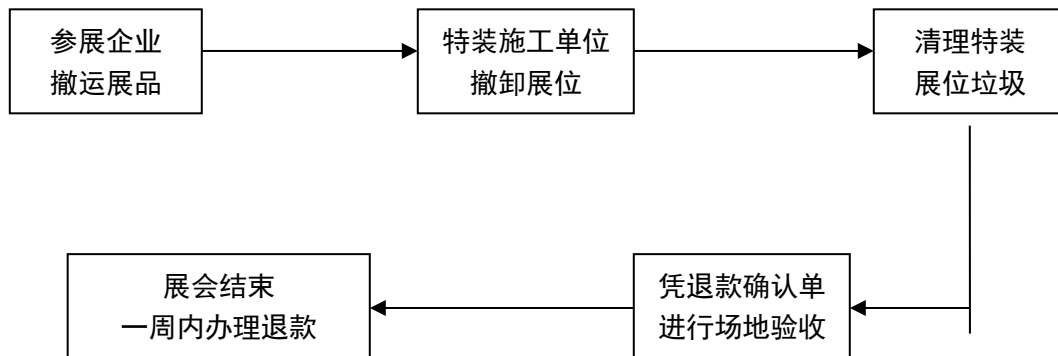 参展企业
撤运展品
特装施工单位
撤卸展位
清理特装
展位垃圾
凭退款确认单
进行场地验收
展会结束
一周内办理退款